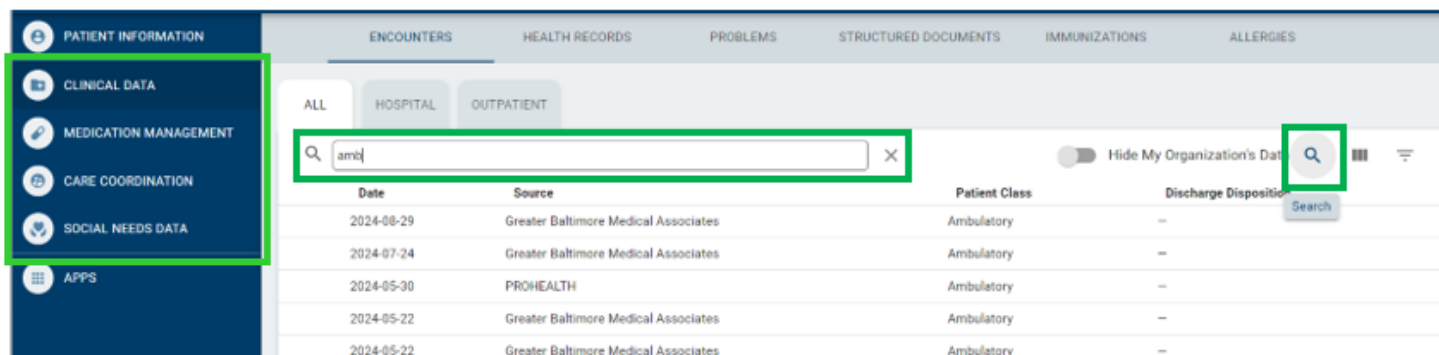 PATIENT INFORMATION
CLINICAL DATA
MEDICATION MANAGEMENT
CARE COORDINATION
SOCIAL NEEDS DATA
APPS
ENCOUNTERS HEALTH RECORDS PROBLEMS STRUCTURED DOCUMENTS IMMUNIZATIONS ALLERGIES
ALL HOSPITAL OUTPATIENT
amb Hide My Organization's Dat
Date Source Patient Class Discharge Disposition
Search
2024-08-29 Greater Baltimore Medical Associates Ambulatory —
2024-07-24 Greater Baltimore Medical Associates Ambulatory —
2024-05-30 PROHEALTH Ambulatory —
2024-05-22 Greater Baltimore Medical Associates Ambulatory —
2024-05-22 Greater Baltimore Medical Associates Ambulatory —